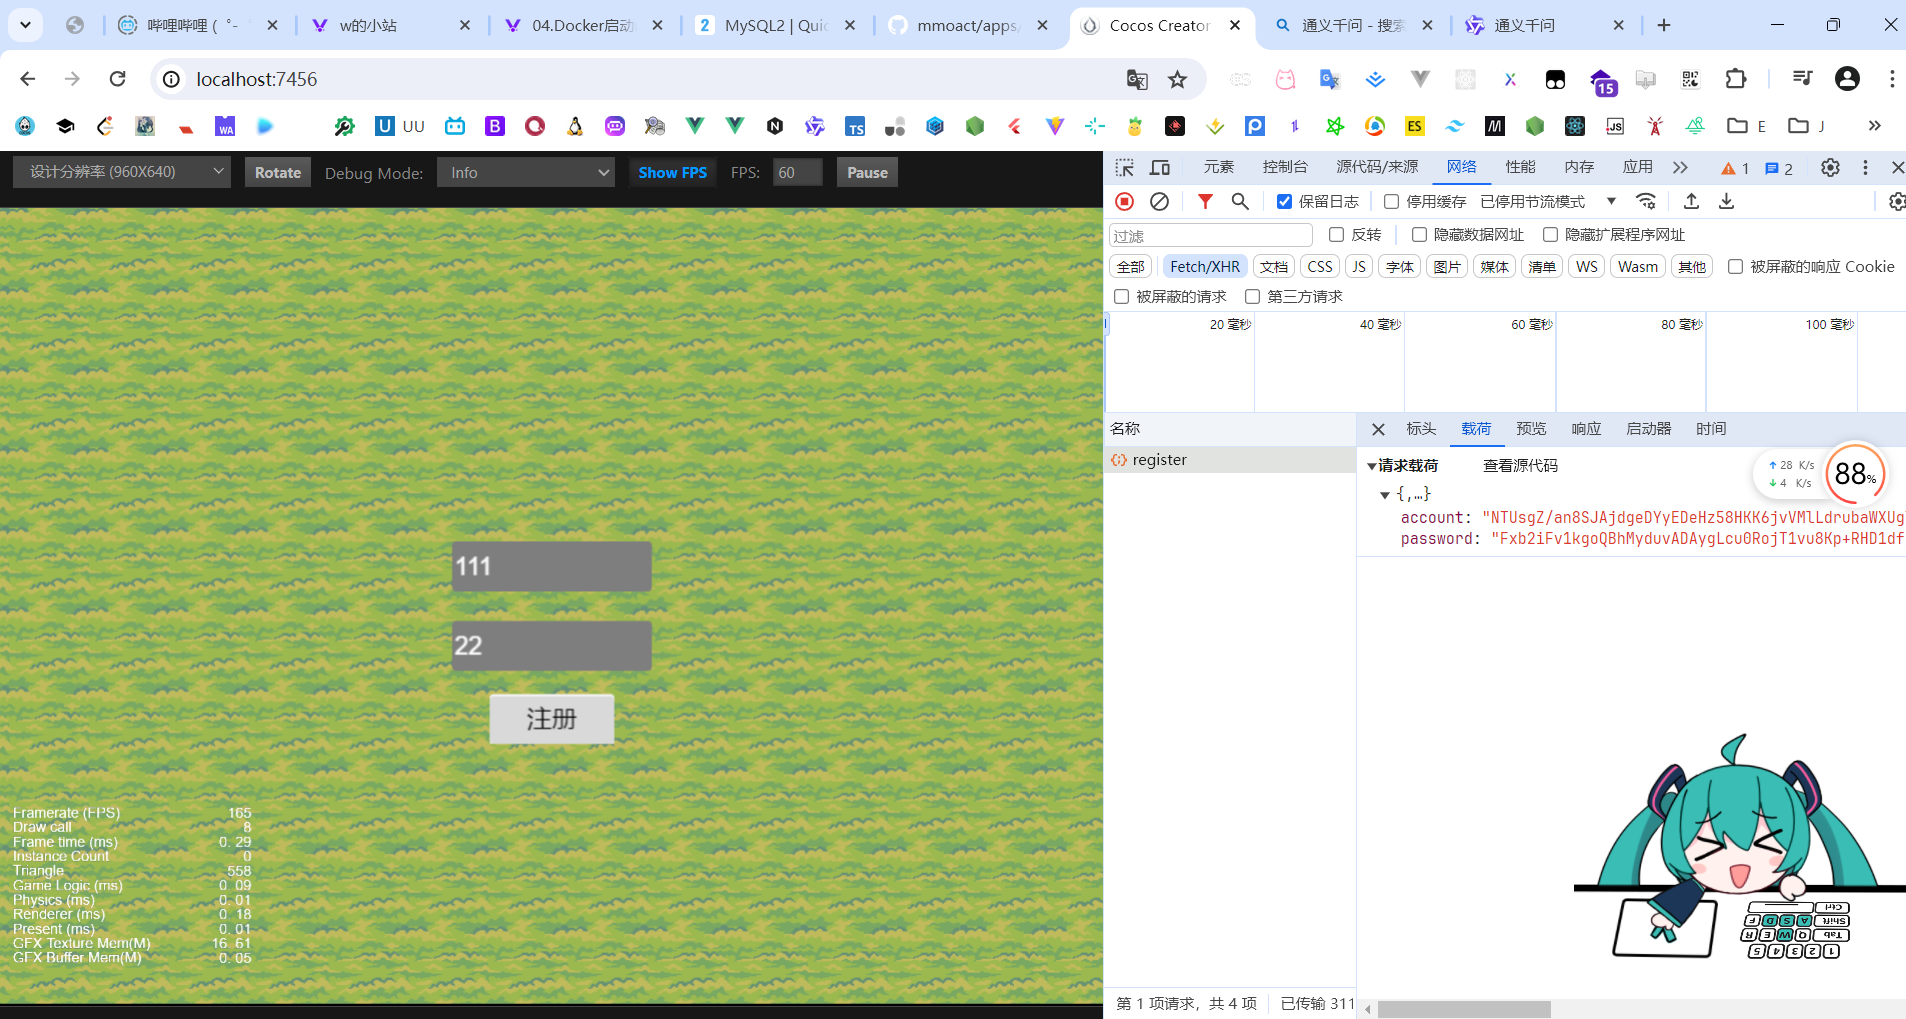 哔哩哔哩 ( ゜-
w的小站
04.Docker启动
MySQL2 | Quic
mmoact/apps/
Cocos Creator
通义千问 - 搜索
通义千问
localhost:7456
15
UU
E
J
设计分辨率 (960X640)
Rotate
Debug Mode:
Info
Show FPS
FPS:
60
Pause
元素
控制台
源代码/来源
网络
性能
内存
应用
1
2
保留日志
停用缓存
已停用节流模式
过滤
反转
隐藏数据网址
隐藏扩展程序网址
全部
Fetch/XHR
文档
CSS
JS
字体
图片
媒体
清单
WS
Wasm
其他
被屏蔽的响应 Cookie
被屏蔽的请求
第三方请求
20 毫秒
40 毫秒
60 毫秒
80 毫秒
100 毫秒
名称
标头
载荷
预览
响应
启动器
时间
register
请求载荷
查看源代码
{,…}
account: "NTUsgZ/an8SJAjdgeDYyEDeHz58HKK6jvVMlLdrubaWXUg
password: "Fxb2iFv1kgoQBhMyduvADAygLcu0RojT1vu8Kp+RHD1df
28 K/s
4 K/s
88%
111
22
注册
Framerate (FPS) 165
Draw call 8
Frame time (ms) 0.29
Instance Count 0
Triangle 558
Game Logic (ms) 0.09
Physics (ms) 0.01
Renderer (ms) 0.18
Present (ms) 0.01
GFX Texture Mem(M) 16.61
GFX Buffer Mem(M) 0.05
第 1 项请求，共 4 项
已传输 311